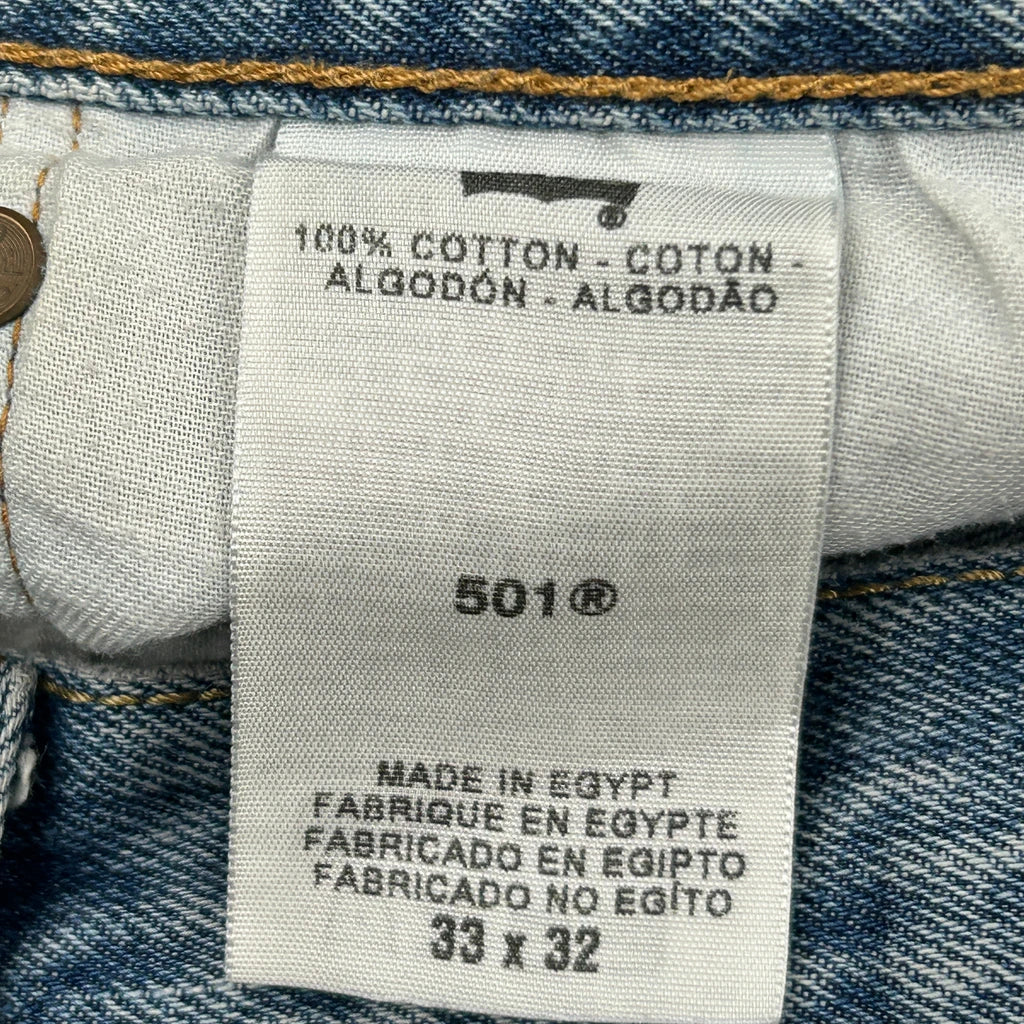 ®
100% COTTON - COTON -
ALGODÓN - ALGODÃO
501®
MADE IN EGYPT
FABRIQUE EN EGYPTE
FABRICADO EN EGIPTO
FABRICADO NO EGÍTO
33 x 32